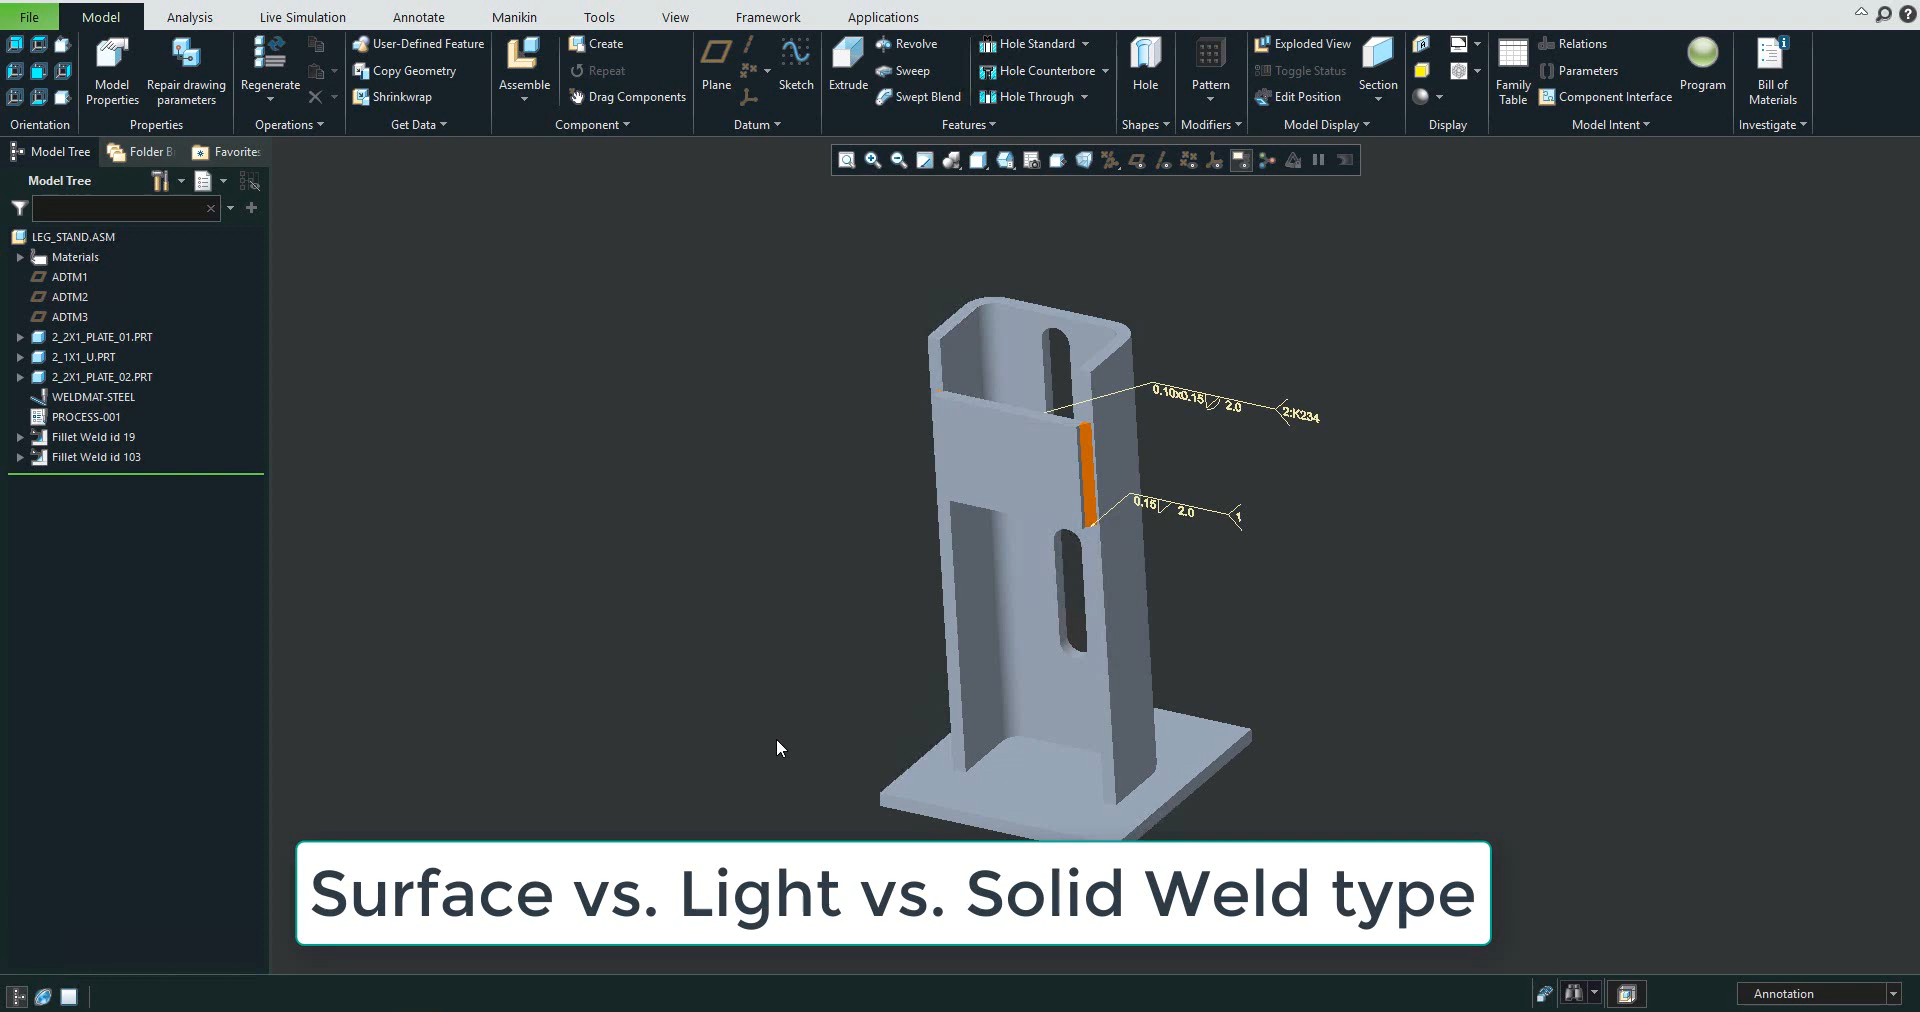 File Model Analysis Live Simulation Annotate Manikin Tools View Framework Applications
User-Defined Feature Create Revolve Hole Standard Exploded View Relations
Copy Geometry Repeat Sweep Hole Counterbore Toggle Status Parameters
Model Properties Repair drawing parameters Regenerate Assemble Plane Sketch Extrude Hole Pattern Section Family Table Program Bill of Materials
Shrinkwrap Drag Components Swept Blend Hole Through Edit Position Component Interface
Orientation Properties Operations Get Data Component Datum Features Shapes Modifiers Model Display Display Model Intent Investigate
Model Tree Folder B Favorites
Model Tree
LEG_STAND.ASM
Materials
ADTM1
ADTM2
ADTM3
2_2X1_PLATE_01.PRT
2_1X1_U.PRT
2_2X1_PLATE_02.PRT
WELDMAT-STEEL
PROCESS-001
Fillet Weld id 19
Fillet Weld id 103
0.10x0.15 2.0 2:K234
0.15 2.0 1
Surface vs. Light vs. Solid Weld type
Annotation